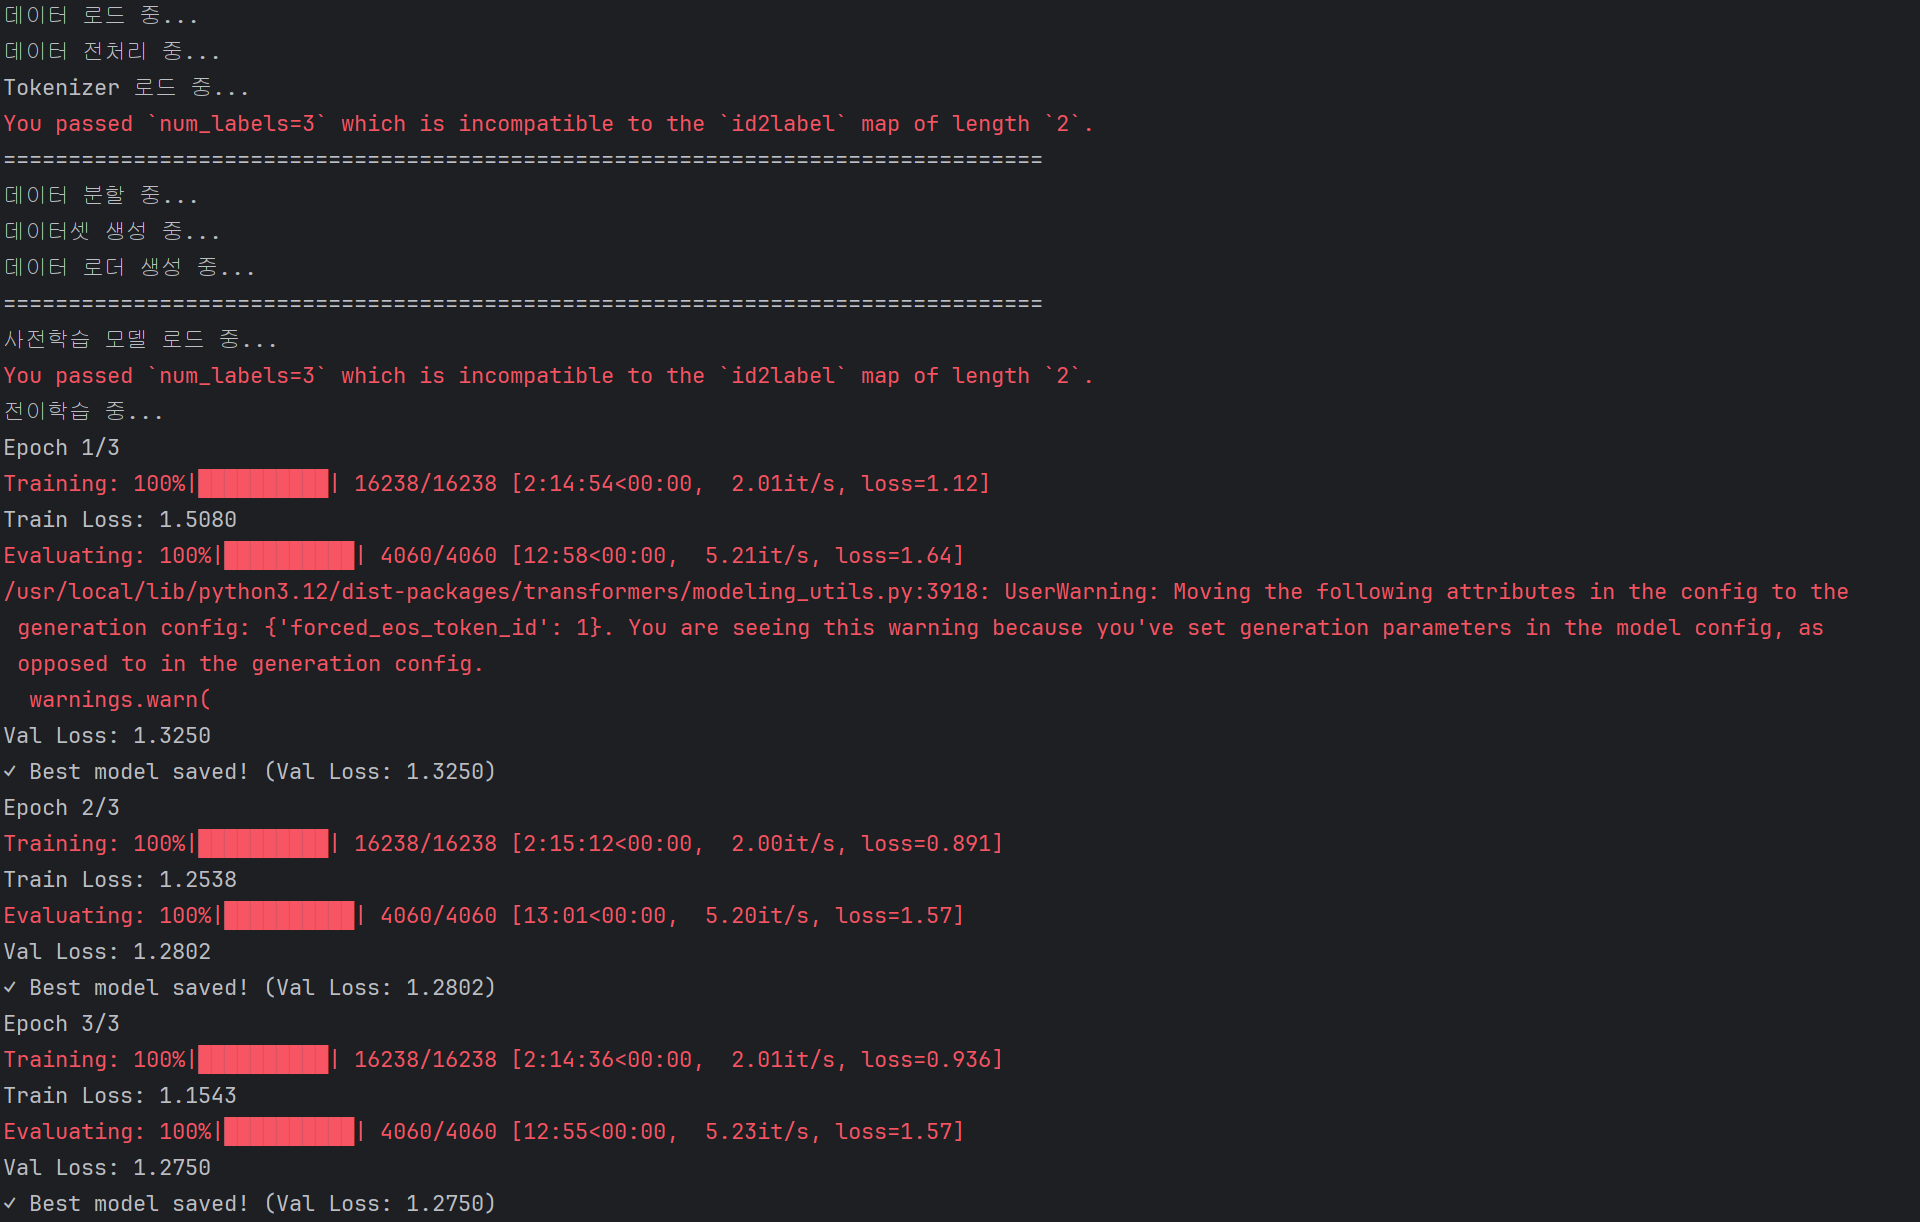 데이터 로드 중...
데이터 전처리 중...
Tokenizer 로드 중...
You passed `num_labels=3` which is incompatible to the `id2label` map of length `2`.
================================================================================
데이터 분할 중...
데이터셋 생성 중...
데이터 로더 생성 중...
================================================================================
사전학습 모델 로드 중...
You passed `num_labels=3` which is incompatible to the `id2label` map of length `2`.
전이학습 중...
Epoch 1/3
Training: 100%|██████████| 16238/16238 [2:14:54<00:00,  2.01it/s, loss=1.12]
Train Loss: 1.5080
Evaluating: 100%|██████████| 4060/4060 [12:58<00:00,  5.21it/s, loss=1.64]
/usr/local/lib/python3.12/dist-packages/transformers/modeling_utils.py:3918: UserWarning: Moving the following attributes in the config to the
generation config: {'forced_eos_token_id': 1}. You are seeing this warning because you've set generation parameters in the model config, as
opposed to in the generation config.
warnings.warn(
Val Loss: 1.3250
✓ Best model saved! (Val Loss: 1.3250)
Epoch 2/3
Training: 100%|██████████| 16238/16238 [2:15:12<00:00,  2.00it/s, loss=0.891]
Train Loss: 1.2538
Evaluating: 100%|██████████| 4060/4060 [13:01<00:00,  5.20it/s, loss=1.57]
Val Loss: 1.2802
✓ Best model saved! (Val Loss: 1.2802)
Epoch 3/3
Training: 100%|██████████| 16238/16238 [2:14:36<00:00,  2.01it/s, loss=0.936]
Train Loss: 1.1543
Evaluating: 100%|██████████| 4060/4060 [12:55<00:00,  5.23it/s, loss=1.57]
Val Loss: 1.2750
✓ Best model saved! (Val Loss: 1.2750)